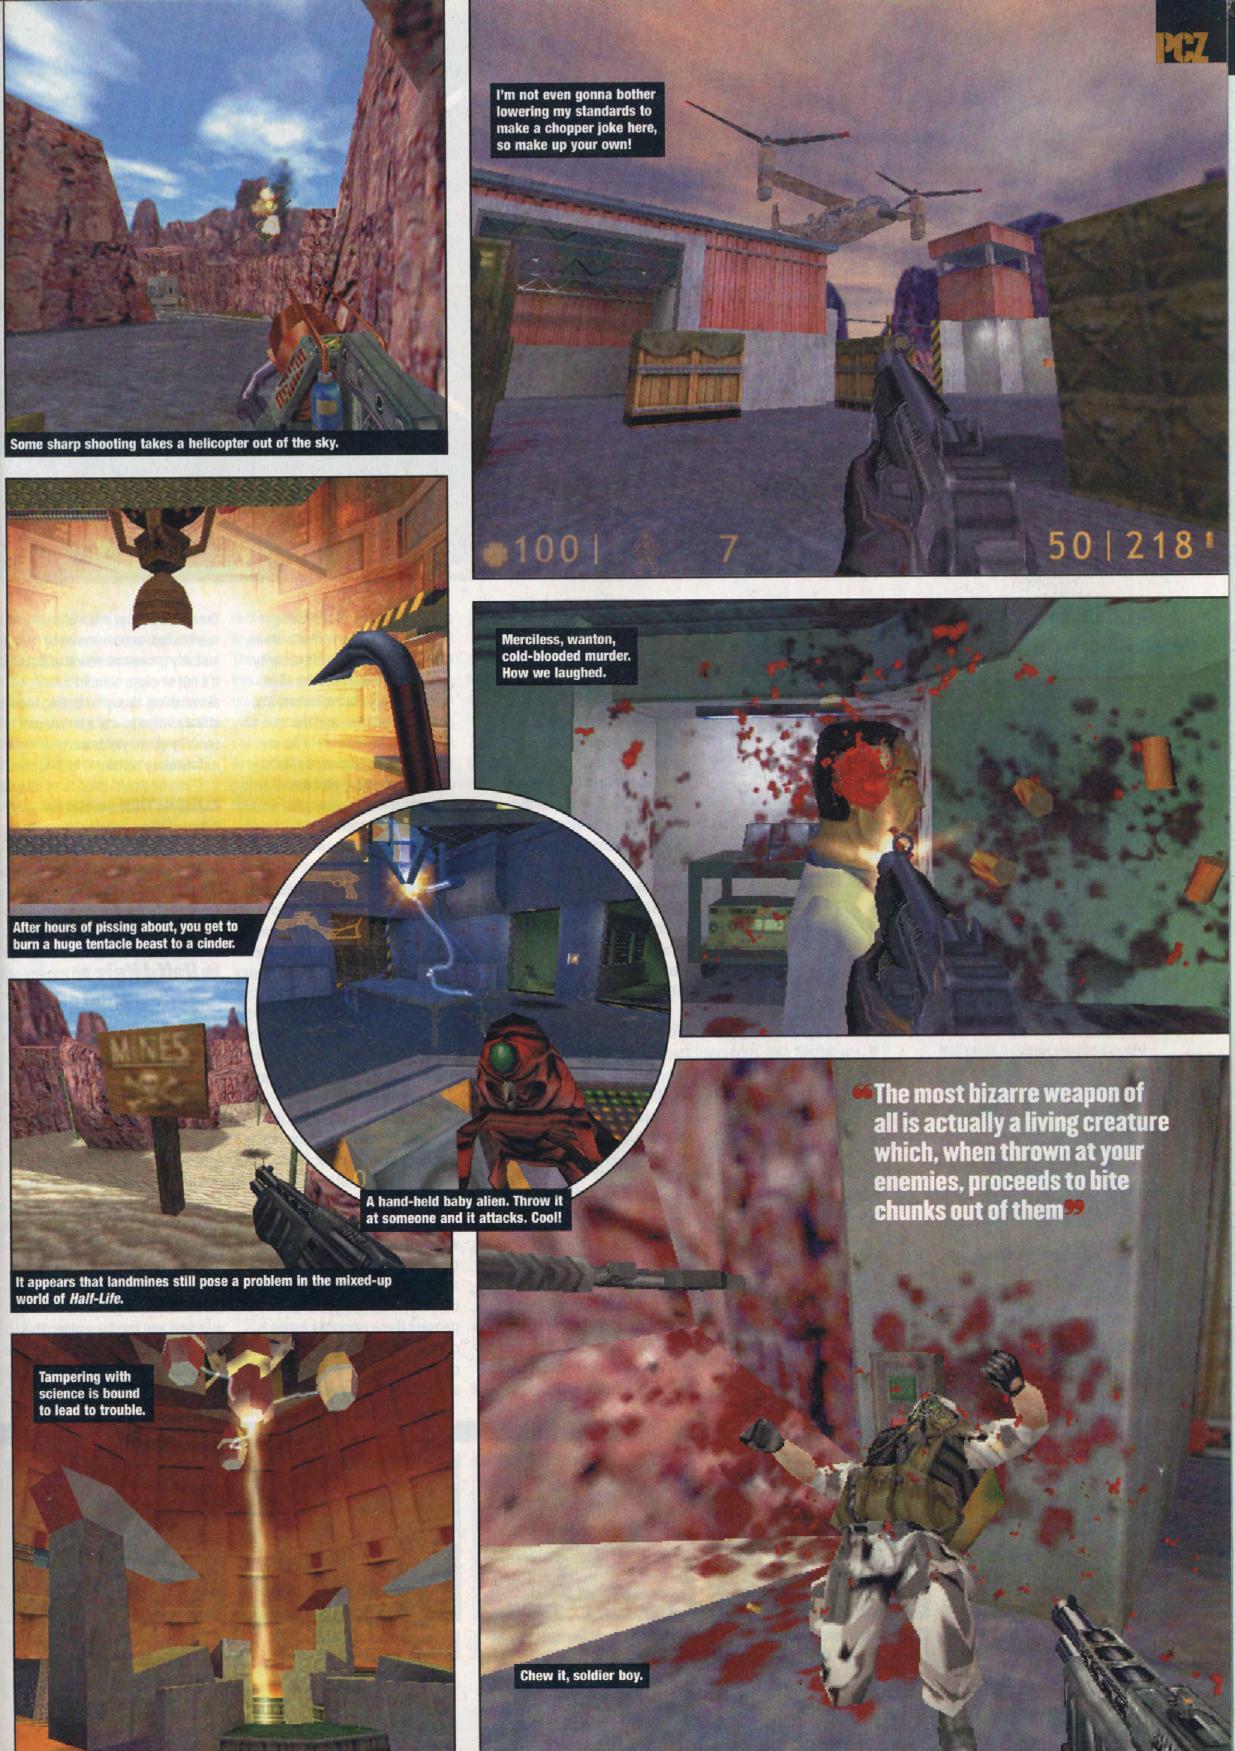 PCZ
I'm not even gonna bother
lowering my standards to
make a chopper joke here,
so make up your own!
Some sharp shooting takes a helicopter out of the sky.
100 | 7 50 | 218
Merciless, wanton,
cold-blooded murder.
How we laughed.
After hours of pissing about, you get to
burn a huge tentacle beast to a cinder.
MINES
A hand-held baby alien. Throw it
at someone and it attacks. Cool!
“The most bizarre weapon of
all is actually a living creature
which, when thrown at your
enemies, proceeds to bite
chunks out of them”
It appears that landmines still pose a problem in the mixed-up
world of Half-Life.
Tampering with
science is bound
to lead to trouble.
Chew it, soldier boy.